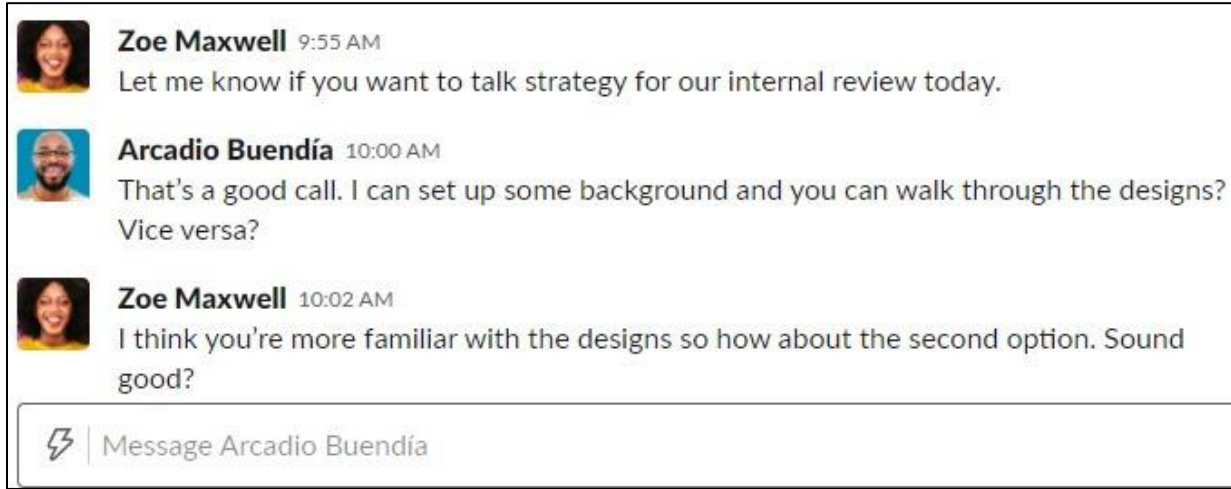 Zoe Maxwell 9:55 AM
Let me know if you want to talk strategy for our internal review today.
Arcadio Buendía 10:00 AM
That’s a good call. I can set up some background and you can walk through the designs?
Vice versa?
Zoe Maxwell 10:02 AM
I think you’re more familiar with the designs so how about the second option. Sound
good?
Message Arcadio Buendía